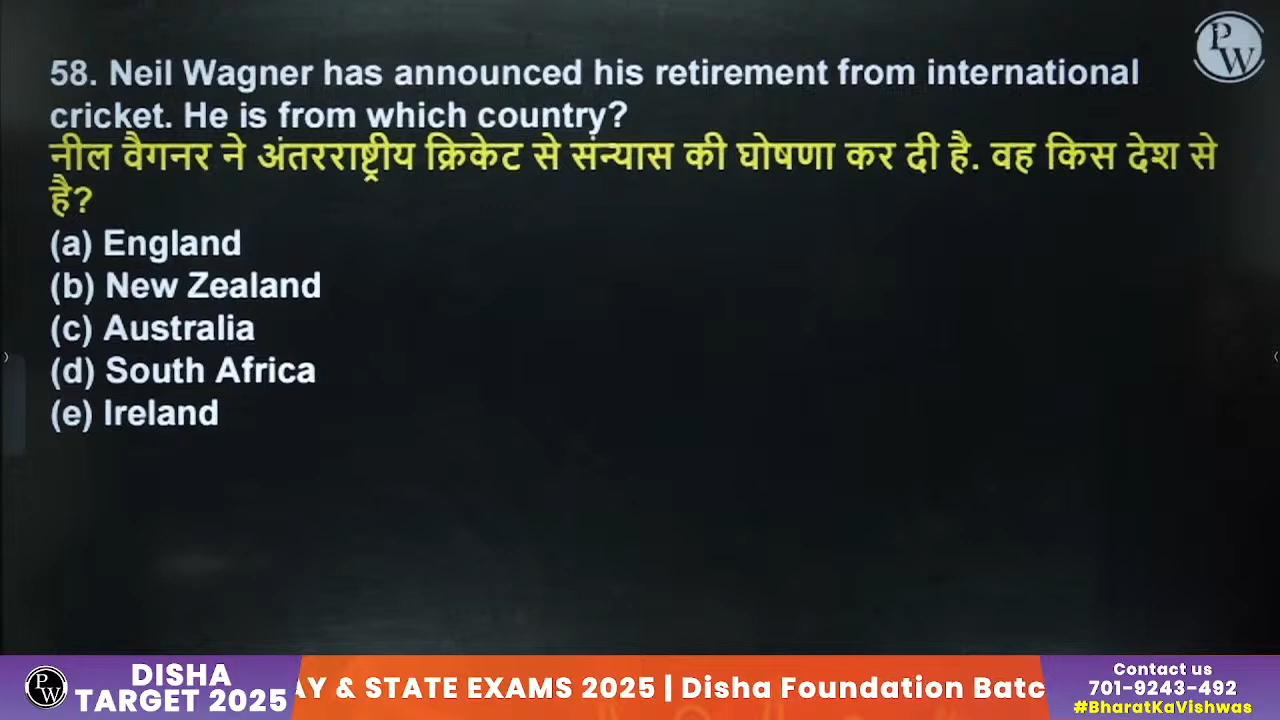 PW
58. Neil Wagner has announced his retirement from international
cricket. He is from which country?
नील वैगनर ने अंतरराष्ट्रीय क्रिकेट से संन्यास की घोषणा कर दी है. वह किस देश से
है?
(a) England
(b) New Zealand
(c) Australia
(d) South Africa
(e) Ireland
PW
DISHA
TARGET 2025
AY & STATE EXAMS 2025 | Disha Foundation Batc
Contact us
701-9243-492
#BharatKaVishwas